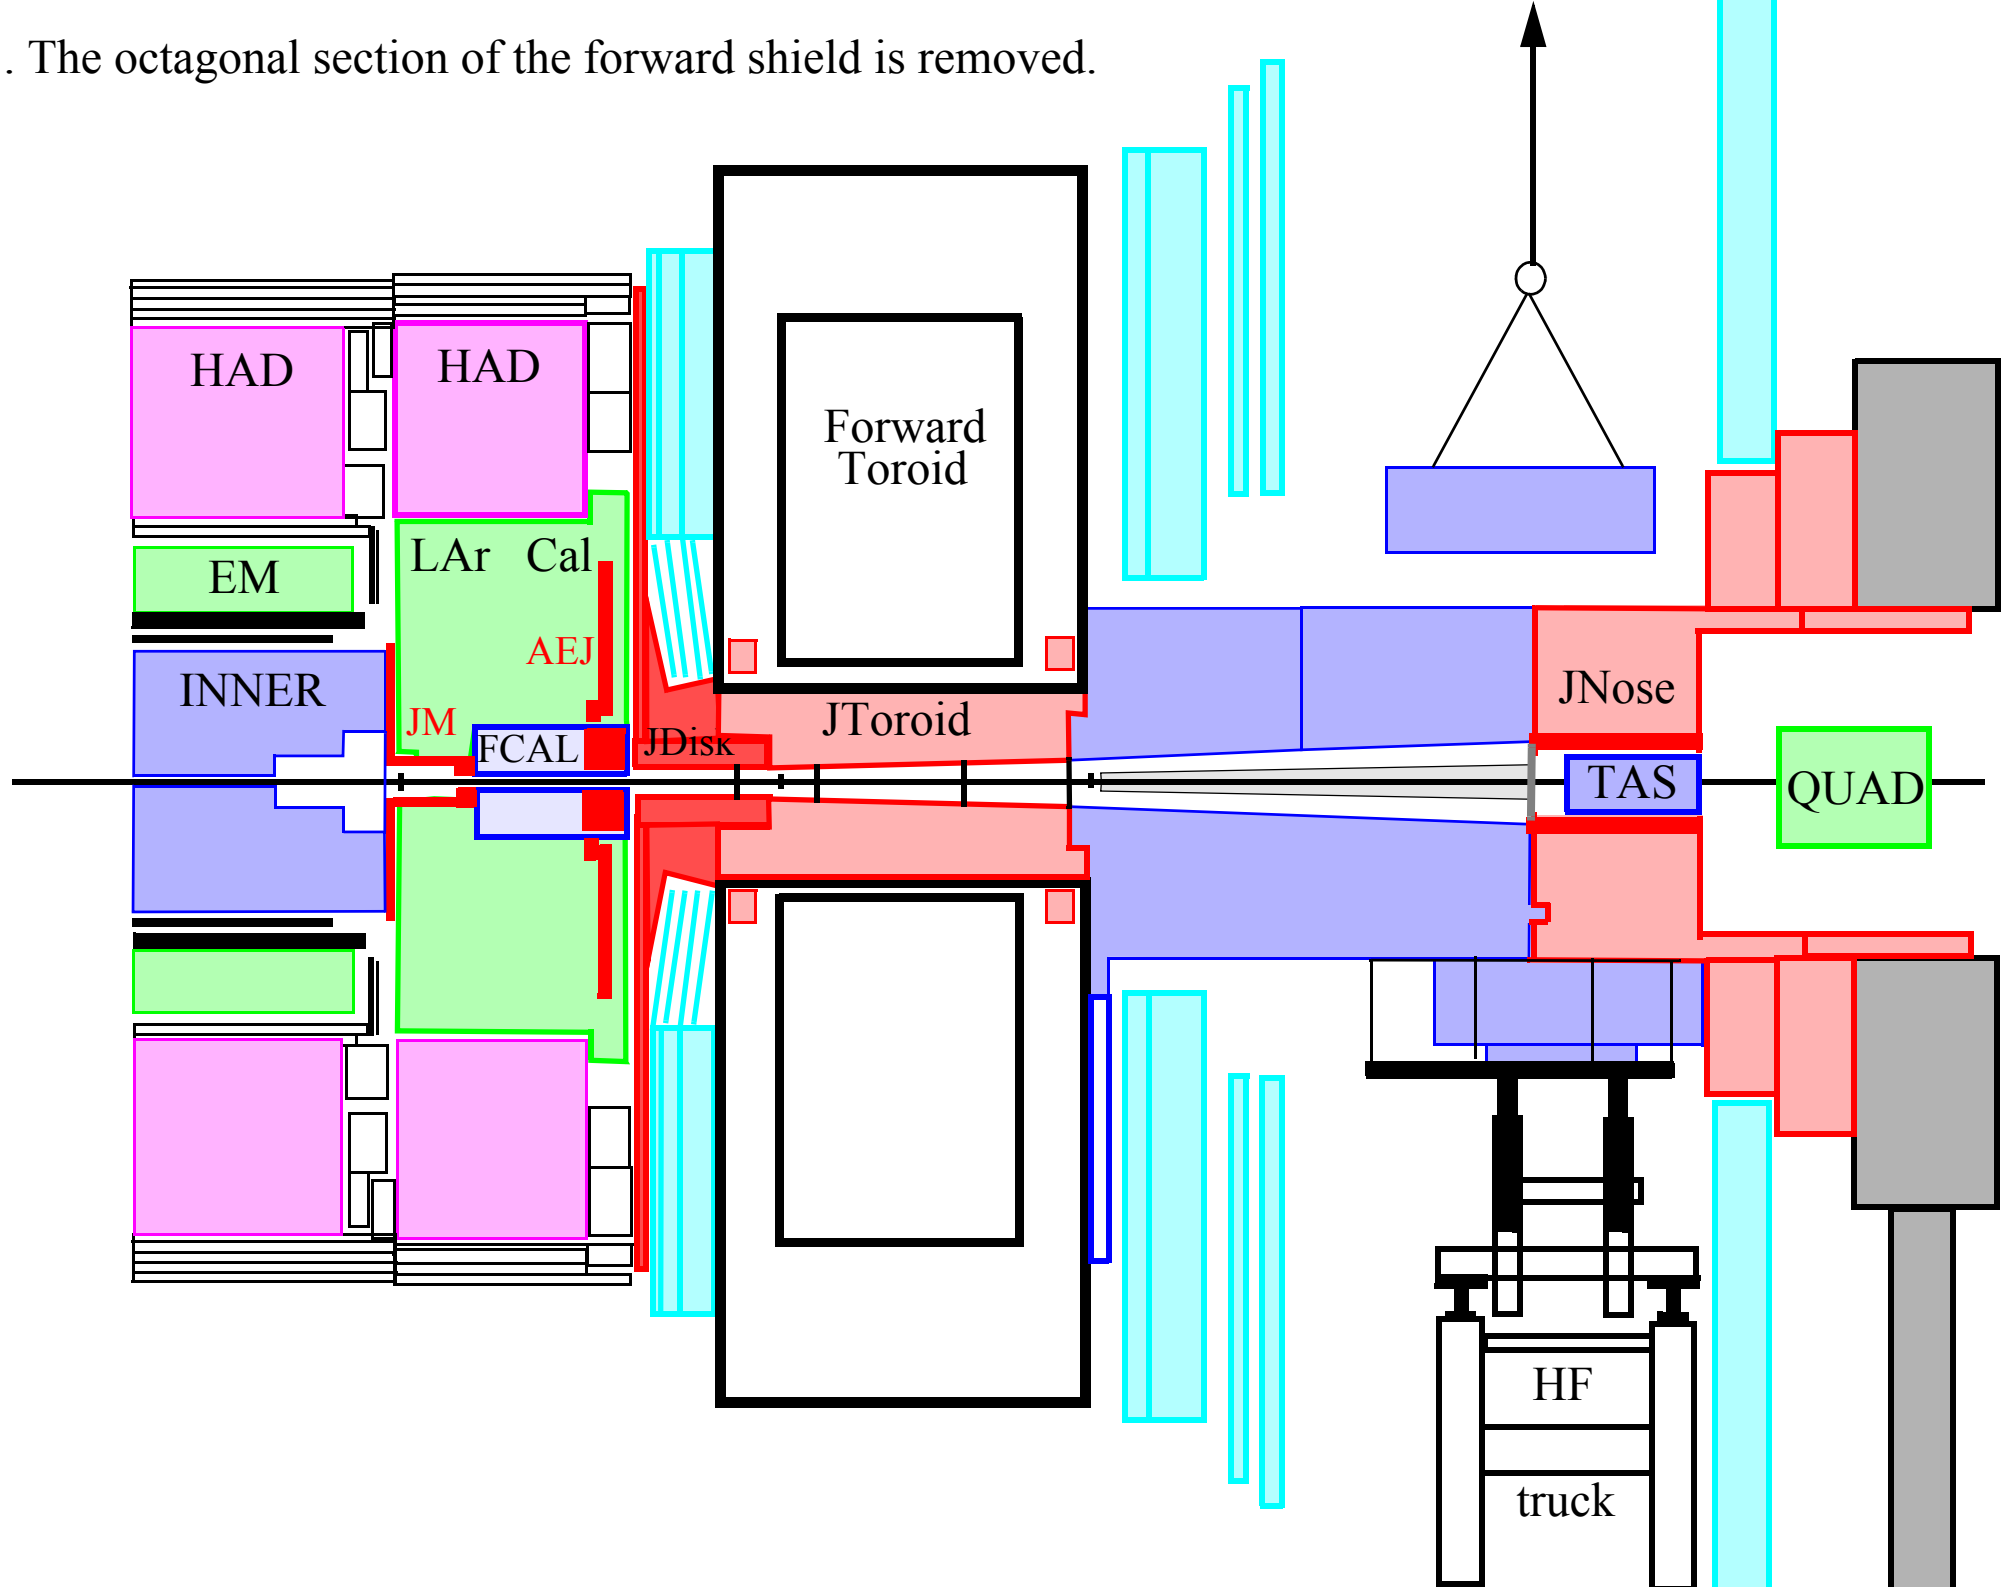 . The octagonal section of the forward shield is removed.
HAD
HAD
Forward
Toroid
LAr Cal
EM
AEJ
INNER
JM
FCAL
JDisk
JToroid
JNose
TAS
QUAD
HF
truck